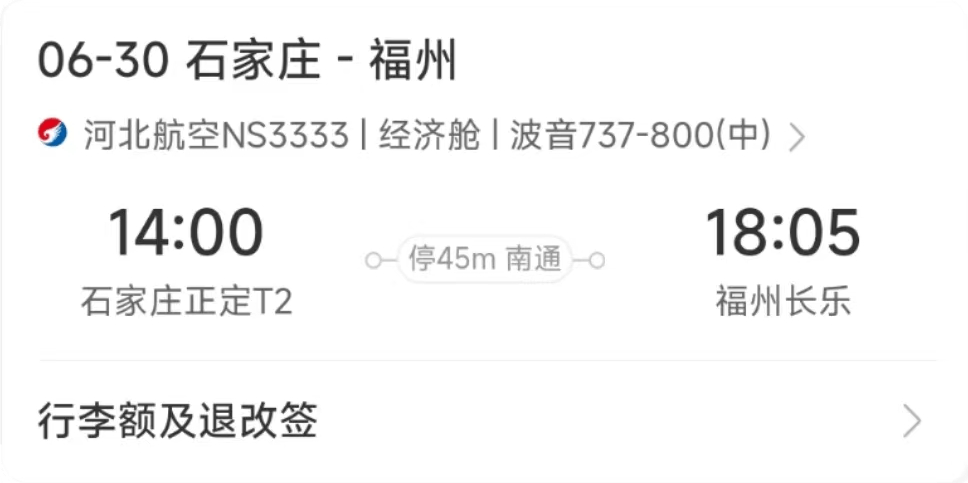 06-30 石家庄 - 福州
河北航空NS3333 | 经济舱 | 波音737-800(中)
14:00
停45m 南通
18:05
石家庄正定T2
福州长乐
行李额及退改签